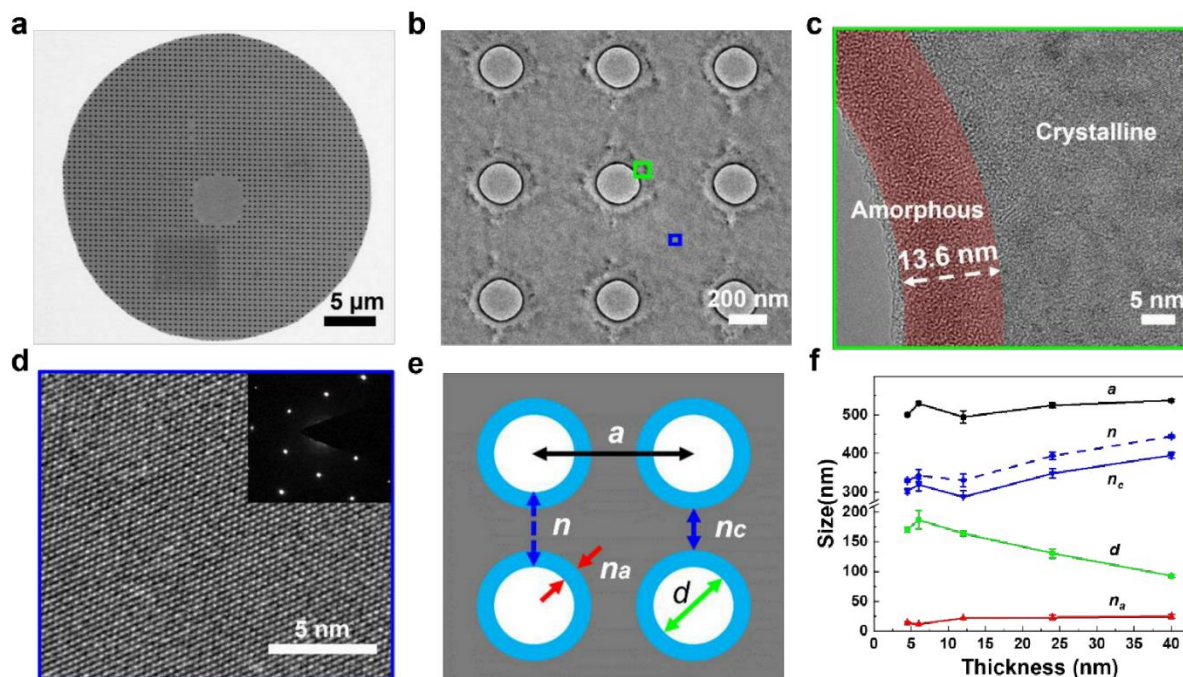 a
5 µm
b
200 nm
c
Crystalline
Amorphous
13.6 nm
5 nm
d
5 nm
e
a
n
nc
na
d
f
Size(nm)
500
400
300
200
150
100
50
25
0
a
n
nc
d
na
0 5 10 15 20 25 30 35 40
Thickness (nm)